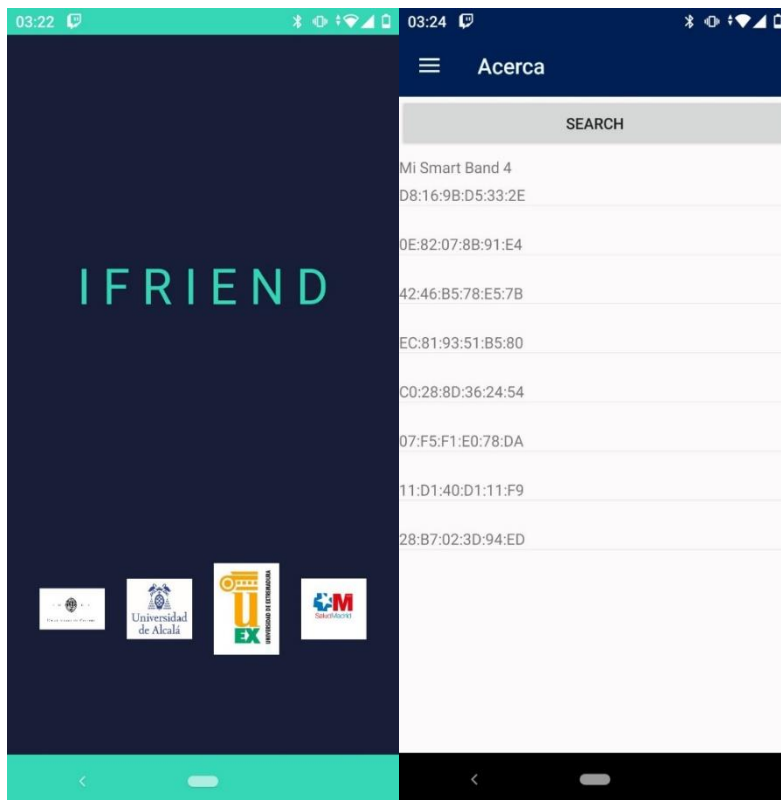 03:22
IFRIEND
Universidad
de Alcalá
UEX
UNIVERSIDAD DE EXTREMADURA
M
SaludMadrid
03:24
Acerca
SEARCH
Mi Smart Band 4
D8:16:9B:D5:33:2E
0E:82:07:8B:91:E4
42:46:B5:78:E5:7B
EC:81:93:51:B5:80
C0:28:8D:36:24:54
07:F5:F1:E0:78:DA
11:D1:40:D1:11:F9
28:B7:02:3D:94:ED